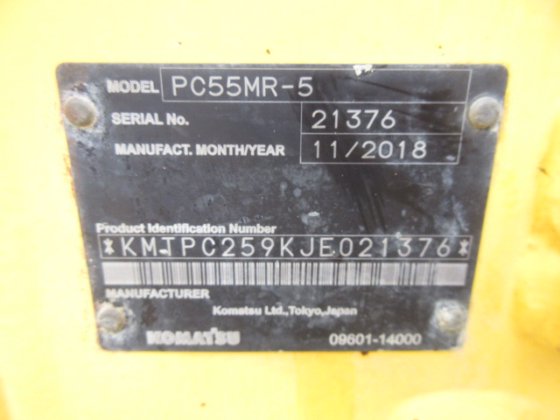 MODEL PC55MR-5
SERIAL No. 21376
MANUFACT. MONTH/YEAR 11/2018
Product Identification Number
*KMTPC259KJE021376*
MANUFACTURER
Komatsu Ltd.,Tokyo,Japan
KOMATSU 09601-14000